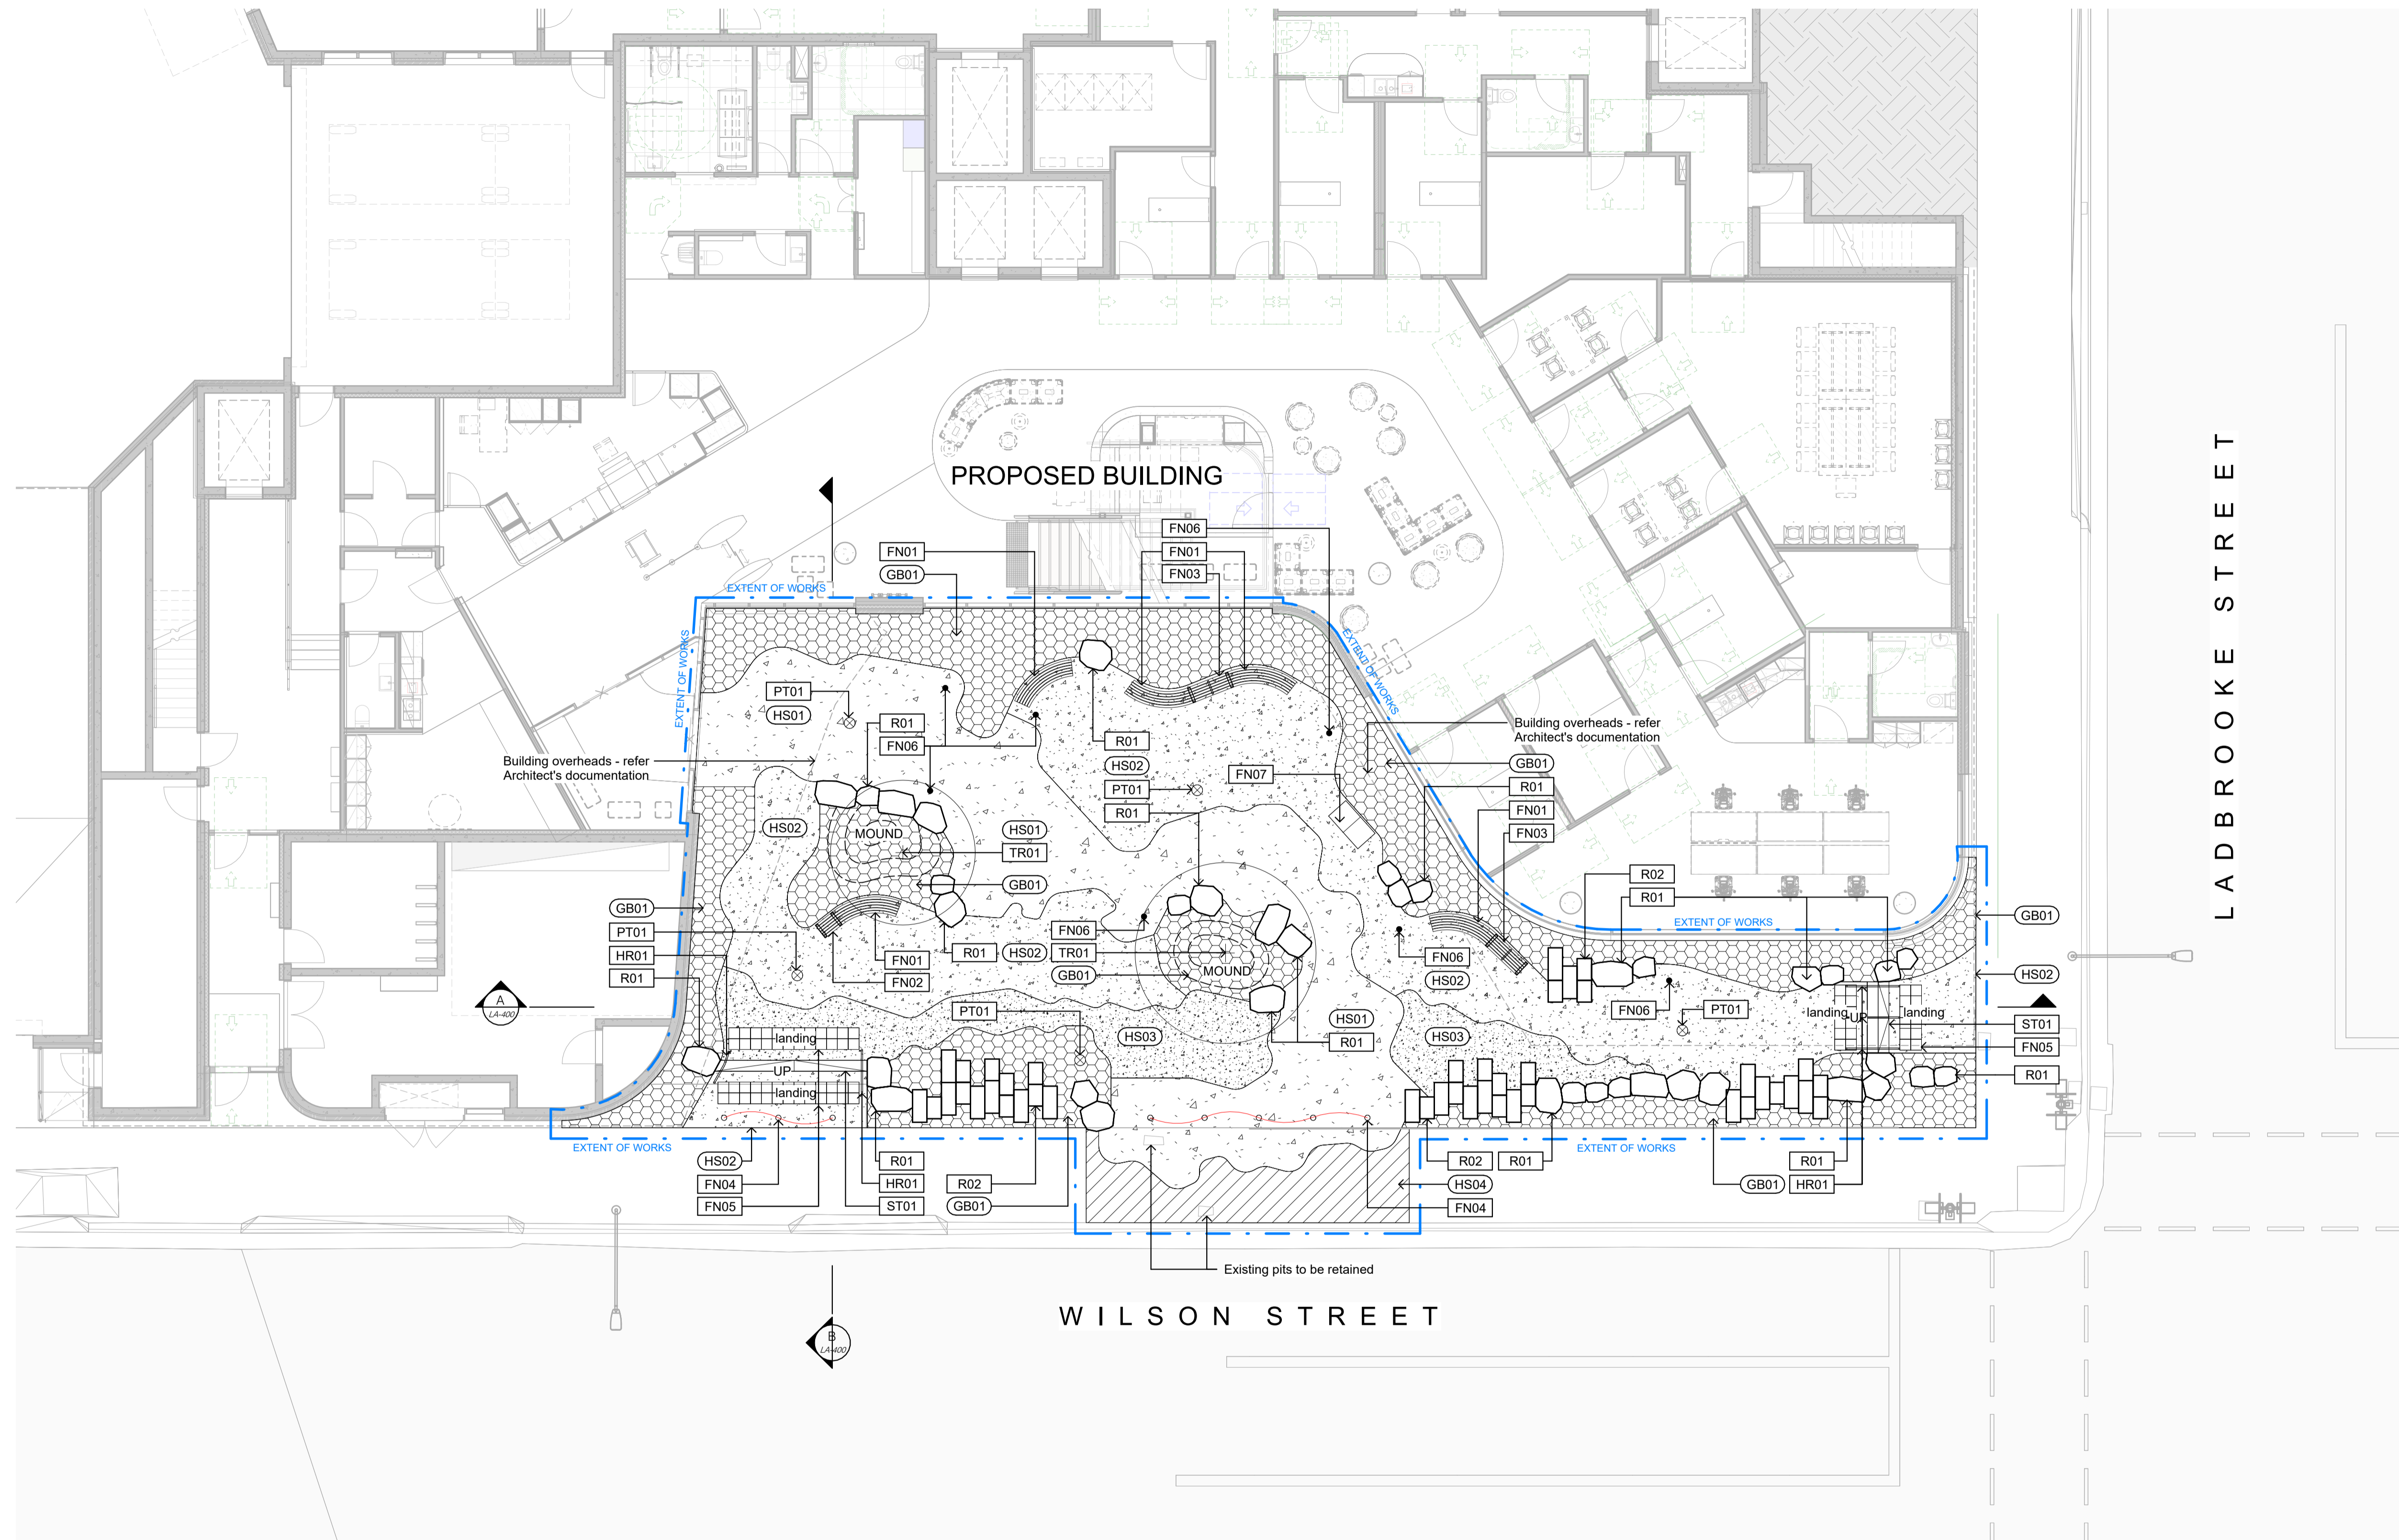 PROPOSED BUILDING
FN06
FN01
FN01
GB01
FN03
EXTENT OF WORKS
EXTENT OF WORKS
EXTENT OF WORKS
LADBROOKE STREET
PT01
HS01
R01
FN06
Building overheads - refer
Architect's documentation
R01
HS02
PT01
R01
FN07
Building overheads - refer
Architect's documentation
GB01
R01
FN01
FN03
HS02
MOUND
HS01
TR01
GB01
R02
R01
EXTENT OF WORKS
GB01
GB01
PT01
HR01
R01
FN01
FN02
R01
HS02
FN06
TR01
GB01
MOUND
FN06
HS02
HS02
A
LA-400
PT01
HS03
HS01
R01
HS03
FN06
PT01
landing
UP
landing
ST01
FN05
R01
landing
UP
landing
EXTENT OF WORKS
EXTENT OF WORKS
HS02
FN04
FN05
R01
HR01
ST01
R02
GB01
R02
R01
HS04
FN04
GB01
R01
HR01
Existing pits to be retained
WILSON STREET
B
LA-400